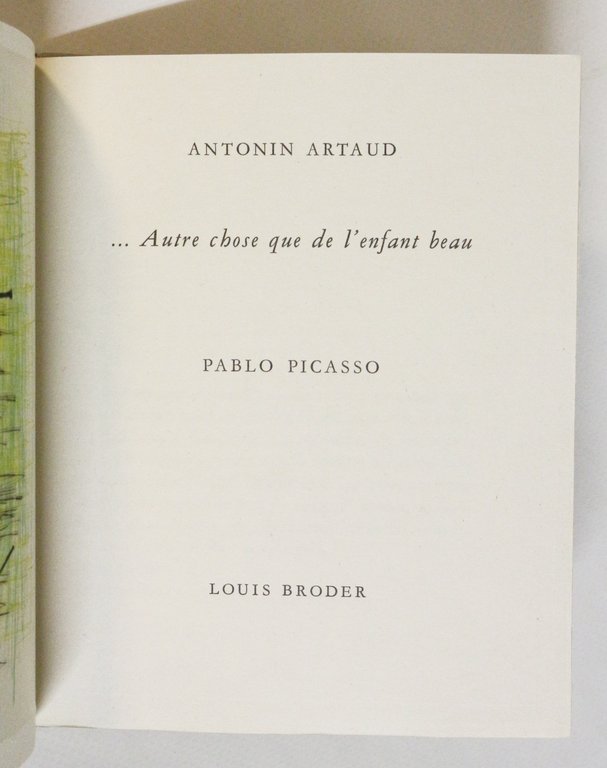 ANTONIN ARTAUD
... Autre chose que de l'enfant beau
PABLO PICASSO
LOUIS BRODER